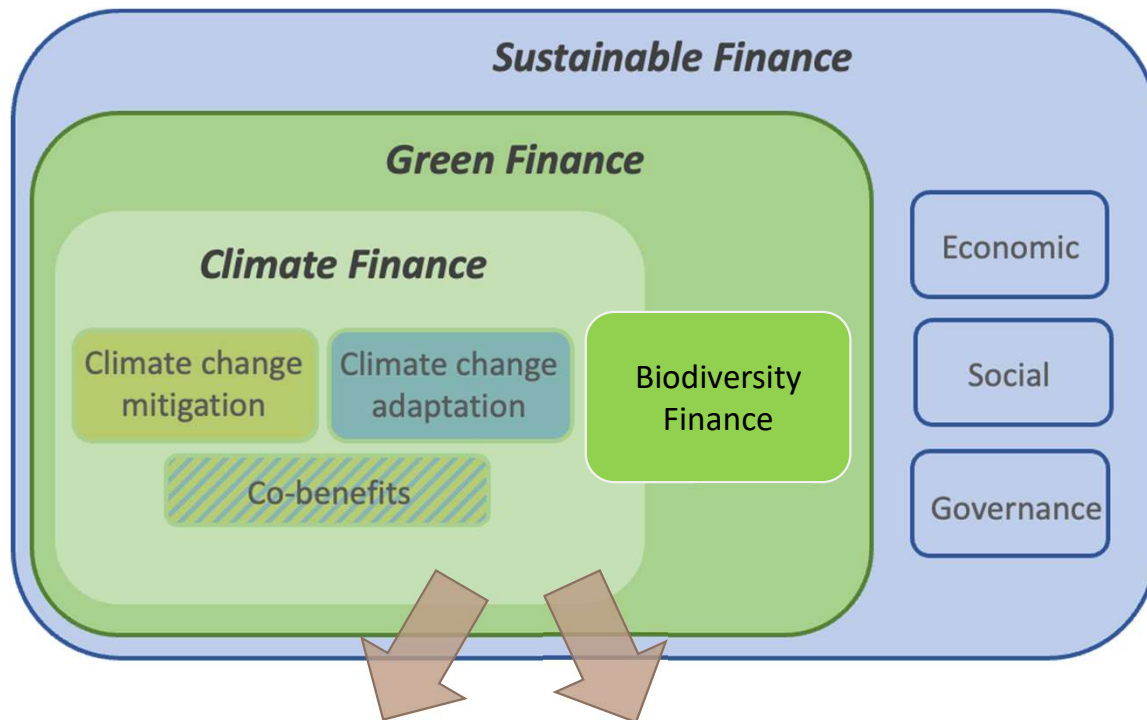 Sustainable Finance
Green Finance
Climate Finance
Climate change
mitigation
Climate change
adaptation
Co-benefits
Biodiversity
Finance
Economic
Social
Governance